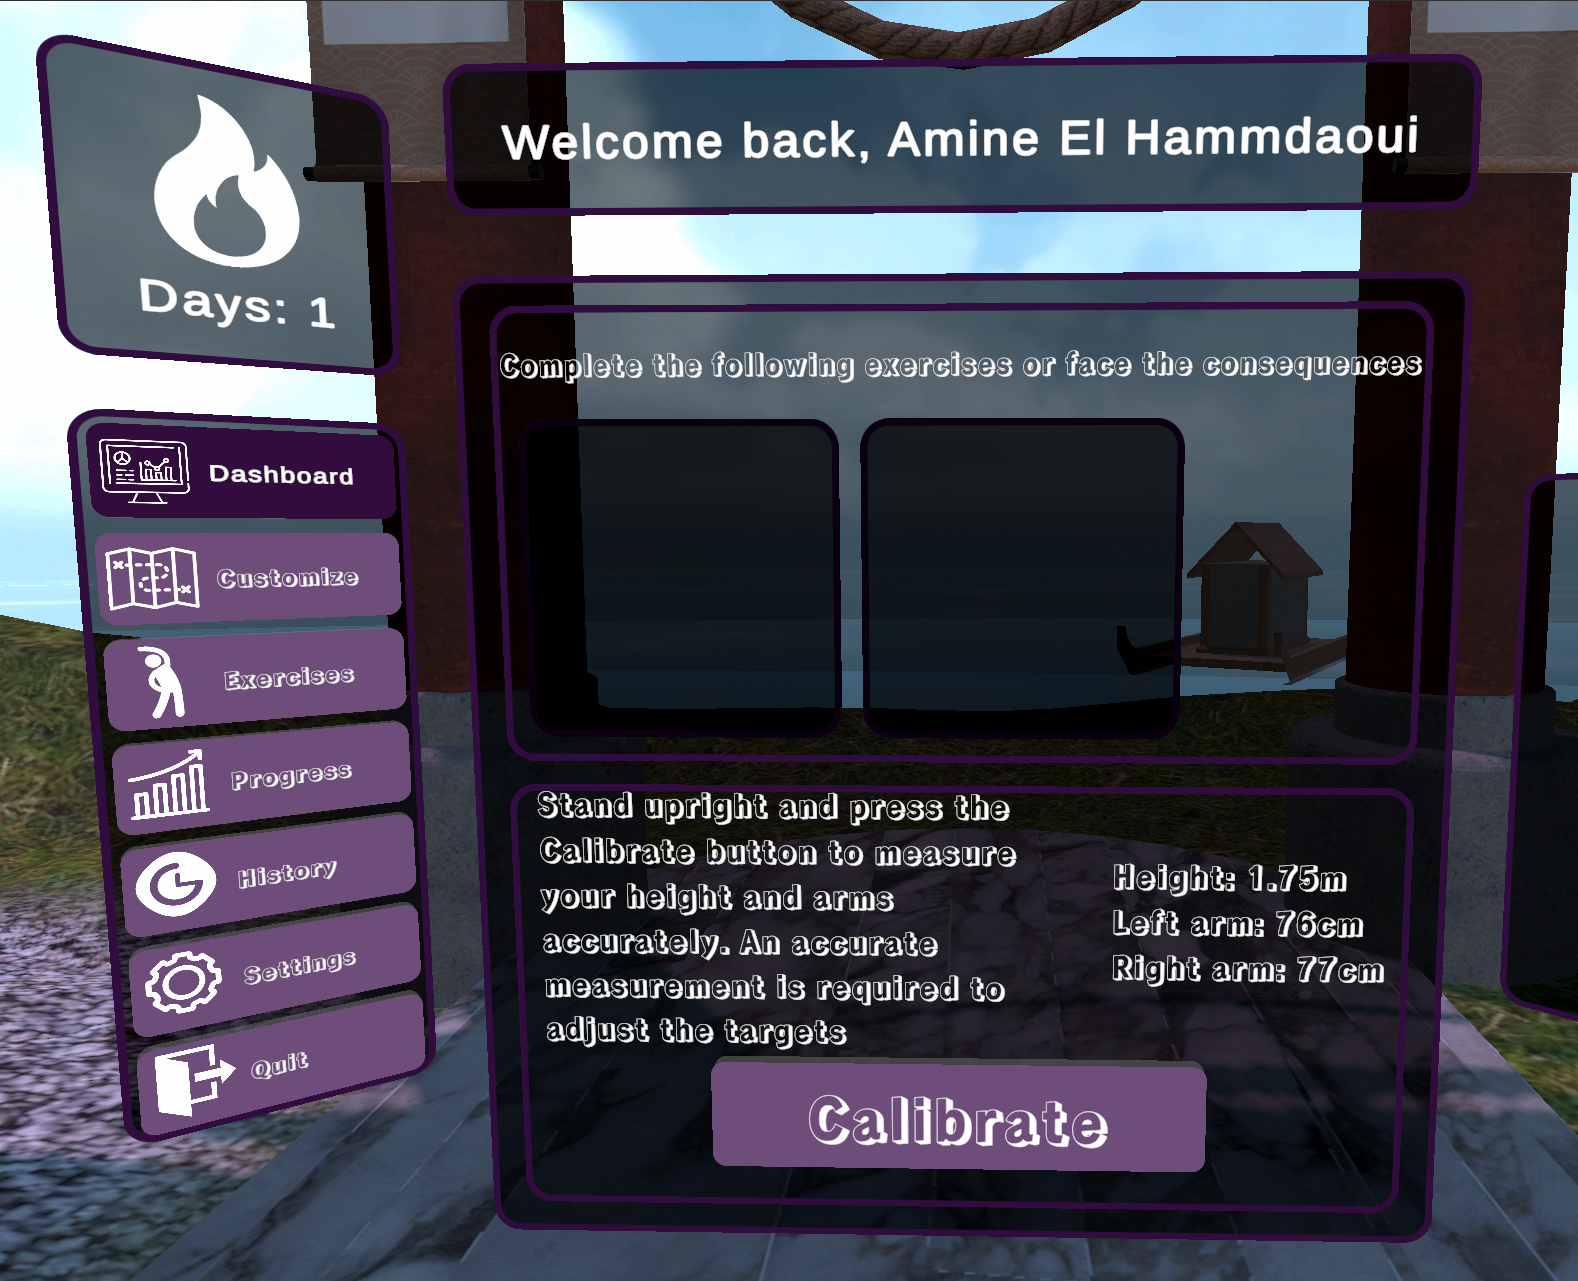 Days: 1
Welcome back, Amine El Hammdaoui
Dashboard
Customize
Exercises
Progress
History
Settings
Quit
Complete the following exercises or face the consequences
Stand upright and press the
Calibrate button to measure
your height and arms
accurately. An accurate
measurement is required to
adjust the targets
Height: 1.75m
Left arm: 76cm
Right arm: 77cm
Calibrate